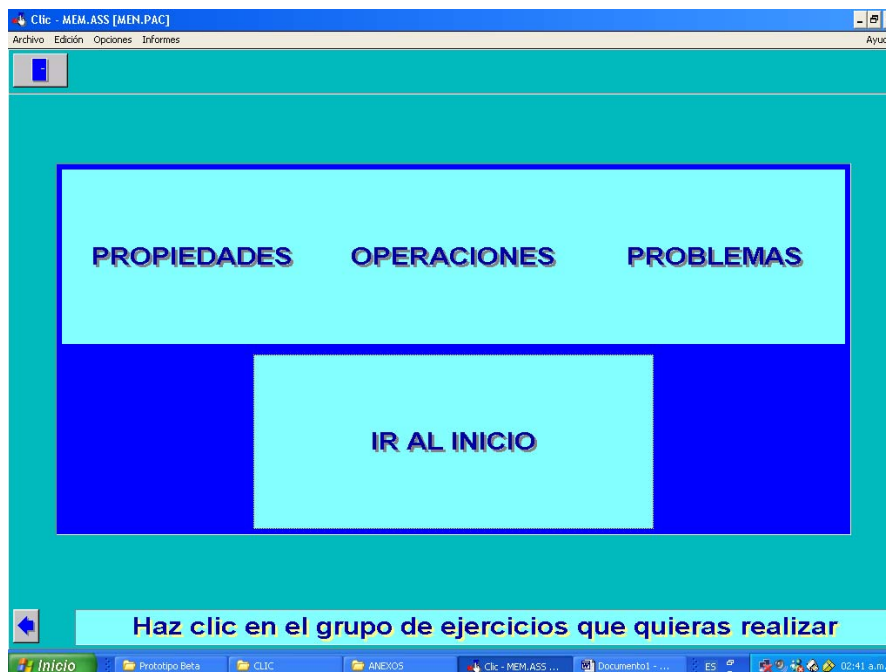 Clic - MEM.ASS [MEN.PAC]
Archivo Edición Opciones Informes Ayud
PROPIEDADES OPERACIONES PROBLEMAS
IR AL INICIO
Haz clic en el grupo de ejercicios que quieras realizar
Inicio Prototipo Beta CLIC ANEXOS Clic - MEM.ASS ... Documento1 - ... ES 02:41 a.m.